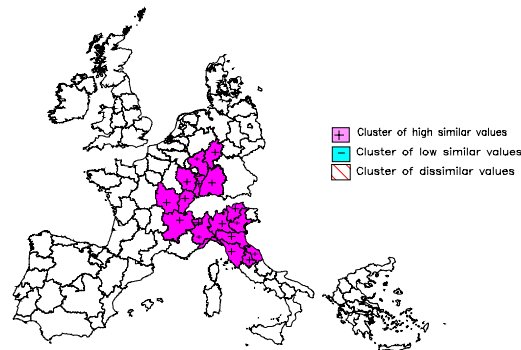 Cluster of high similar values
Cluster of low similar values
Cluster of dissimilar values